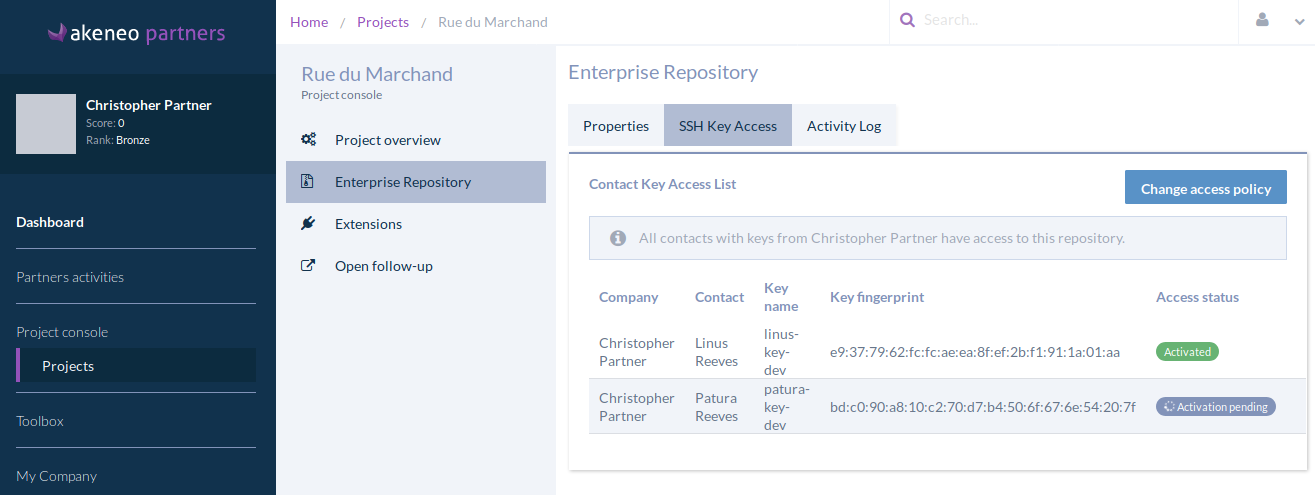 akeneo partners
Christopher Partner
Score: 0
Rank: Bronze
Dashboard
Partners activities
Project console
Projects
Toolbox
My Company
Home / Projects / Rue du Marchand
Search...
Rue du Marchand
Project console
Project overview
Enterprise Repository
Extensions
Open follow-up
Enterprise Repository
Properties SSH Key Access Activity Log
Contact Key Access List
Change access policy
All contacts with keys from Christopher Partner have access to this repository.
Company Contact Key name Key fingerprint Access status
Christopher Partner Linus Reeves linus-key-dev e9:37:79:62:fc:fc:ae:ea:8f:ef:2b:f1:91:1a:01:aa Activated
Christopher Partner Patura Reeves patura-key-dev bd:c0:90:a8:10:c2:70:d7:b4:50:6f:67:6e:54:20:7f Activation pending